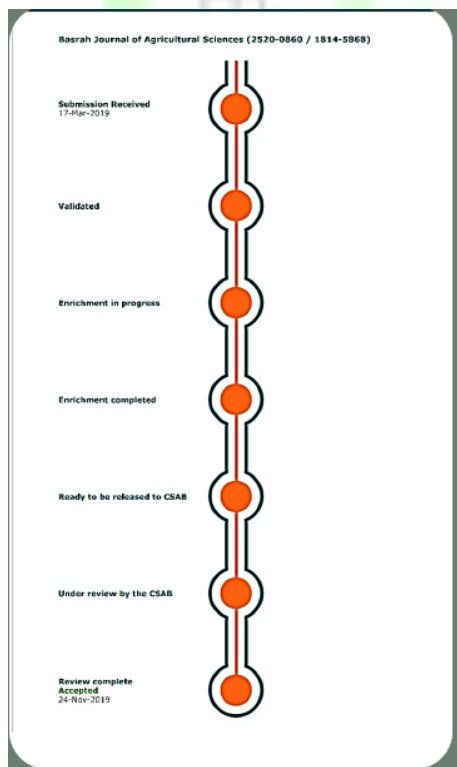 Basrah Journal of Agricultural Sciences (2520-0860 / 1814-5868)
Submission Received
17-Mar-2019
Validated
Enrichment in progress
Enrichment completed
Ready to be released to CSAB
Under review by the CSAB
Review complete
Accepted
24-Nov-2019